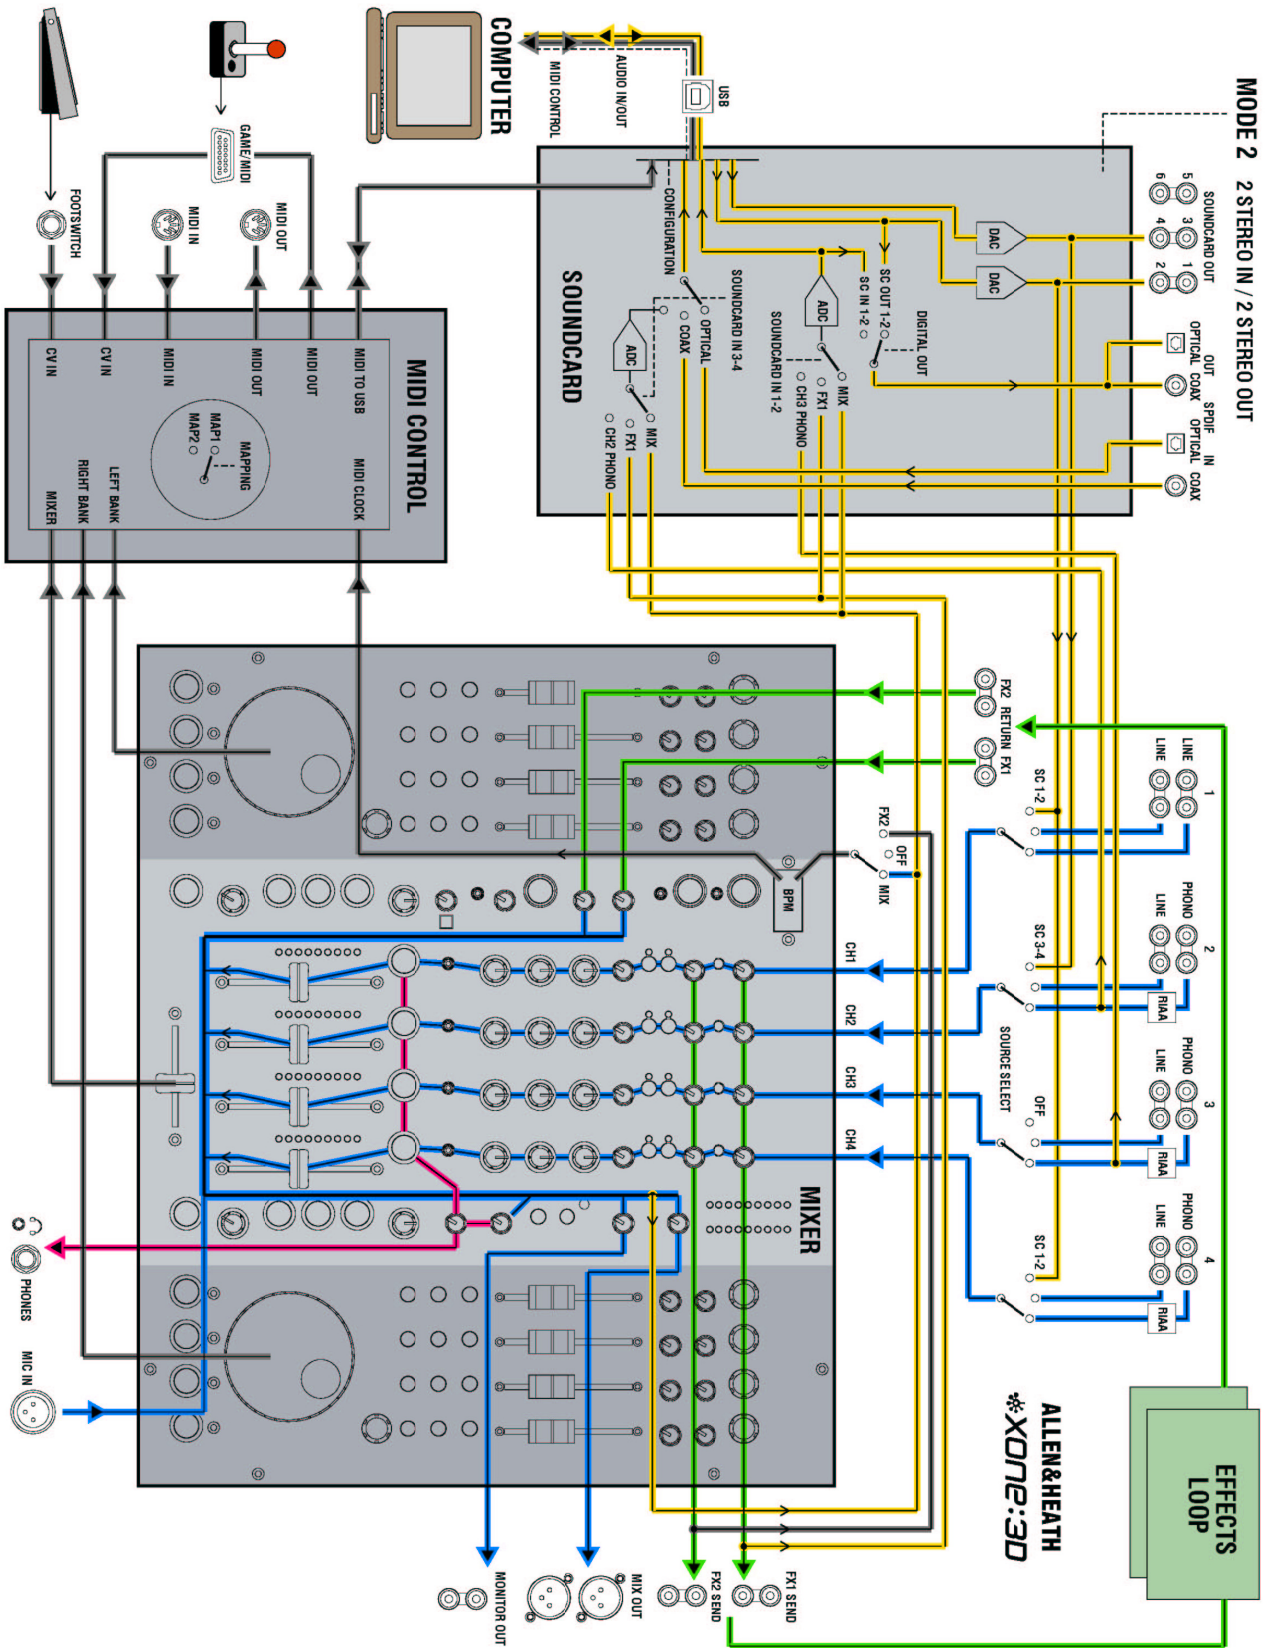 MODE 2 2 STEREO IN / 2 STEREO OUT
5 3 1
6 4 2
SOUNDCARD OUT
OUT
OPTICAL COAX
SPDIF
IN
OPTICAL COAX
USB
AUDIO IN/OUT
MIDI CONTROL
COMPUTER
CONFIGURATION
DAC
DAC
SC OUT 1-2
SC IN 1-2
DIGITAL OUT
ADC
MIX
FX1
CH3 PHONO
SOUNDCARD IN 1-2
SOUNDCARD IN 3-4
OPTICAL
COAX
ADC
MIX
FX1
CH2 PHONO
SOUNDCARD
GAME/MIDI
FOOTSWITCH
MIDI IN
MIDI OUT
MIDI CONTROL
MIDI TO USB
MIDI OUT
MIDI OUT
MIDI IN
CV IN
CV IN
MAPPING
MAP1
MAP2
MIDI CLOCK
LEFT BANK
RIGHT BANK
MIXER
FX2 RETURN FX1
1
LINE
LINE
SC 1-2
2
PHONO
LINE
RIAA
SC 3-4
SOURCE SELECT
3
PHONO
LINE
RIAA
OFF
4
PHONO
LINE
RIAA
SC 1-2
FX2
OFF
MIX
BPM
CH1
CH2
CH3
CH4
MIXER
PHONES
MIC IN
ALLEN&HEATH
XONE:3D
EFFECTS
LOOP
FX1 SEND
FX2 SEND
MIX OUT
MONITOR OUT